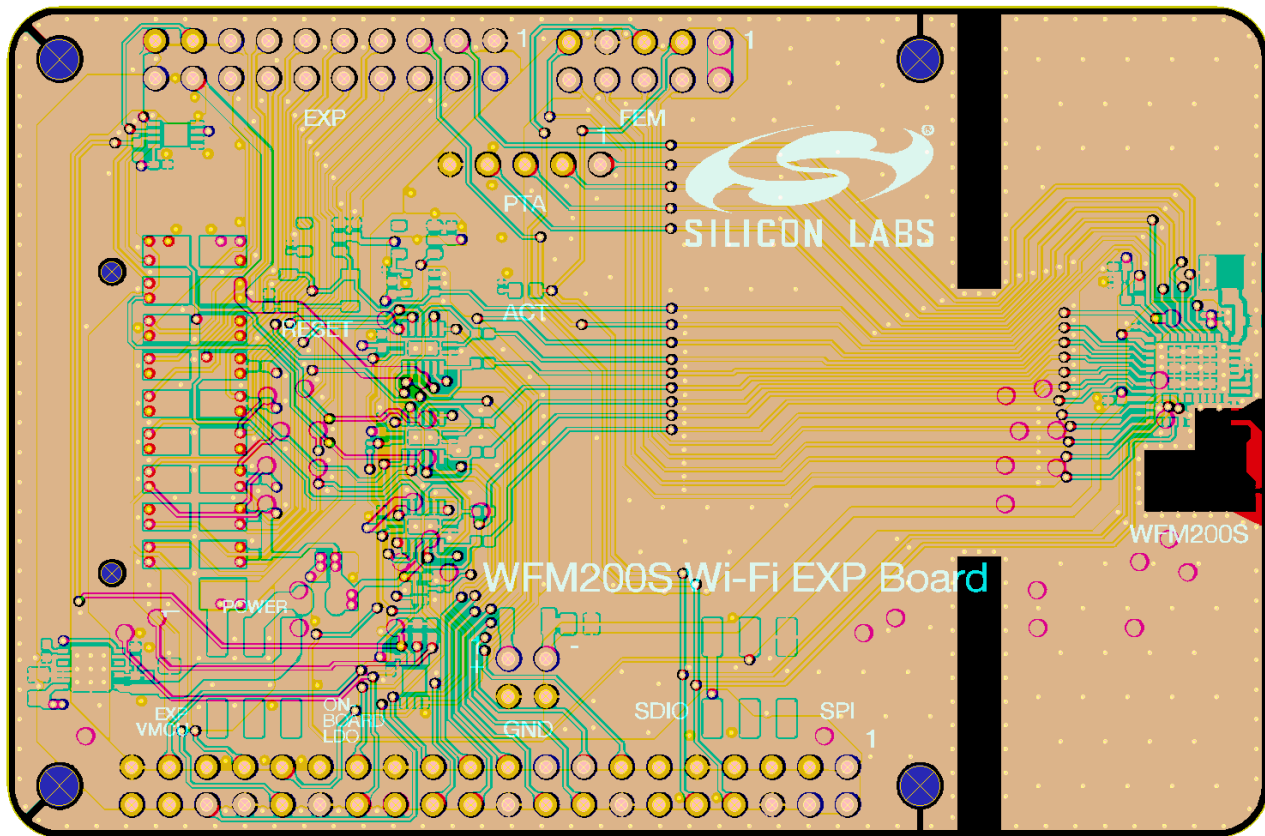 1
1
EXP
FEM
1
PTA
®
SILICON LABS
ACT
RESET
WFM200S
WFM200S Wi-Fi EXP Board
POWER
+
-
EXP
VMCU
ON
BOARD
LDO
GND
SDIO
SPI
1